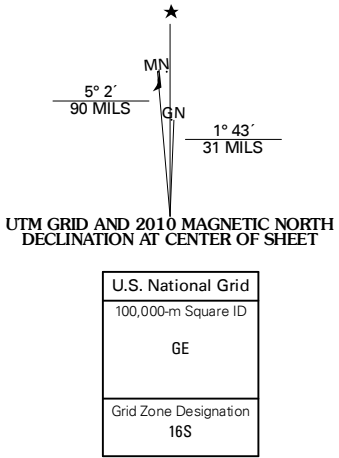 MN
GN
5° 2´
90 MILS
1° 43´
31 MILS
UTM GRID AND 2010 MAGNETIC NORTH
DECLINATION AT CENTER OF SHEET
U.S. National Grid
100,000-m Square ID
GE
Grid Zone Designation
16S